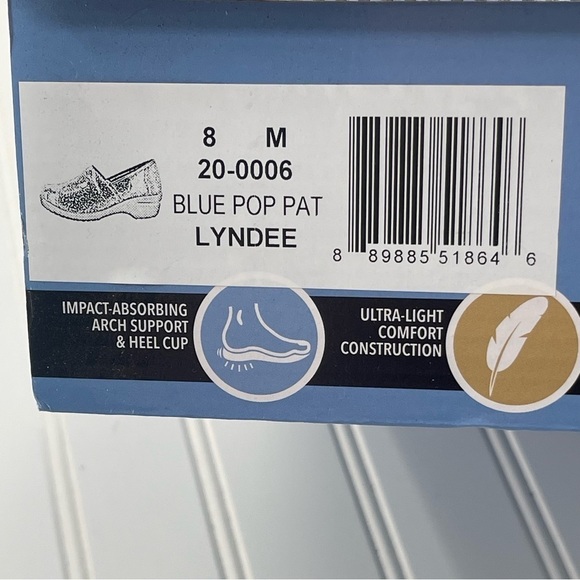 8 M
20-0006
BLUE POP PAT
LYNDEE
8 89885 51864 6
IMPACT-ABSORBING
ARCH SUPPORT
& HEEL CUP
ULTRA-LIGHT
COMFORT
CONSTRUCTION